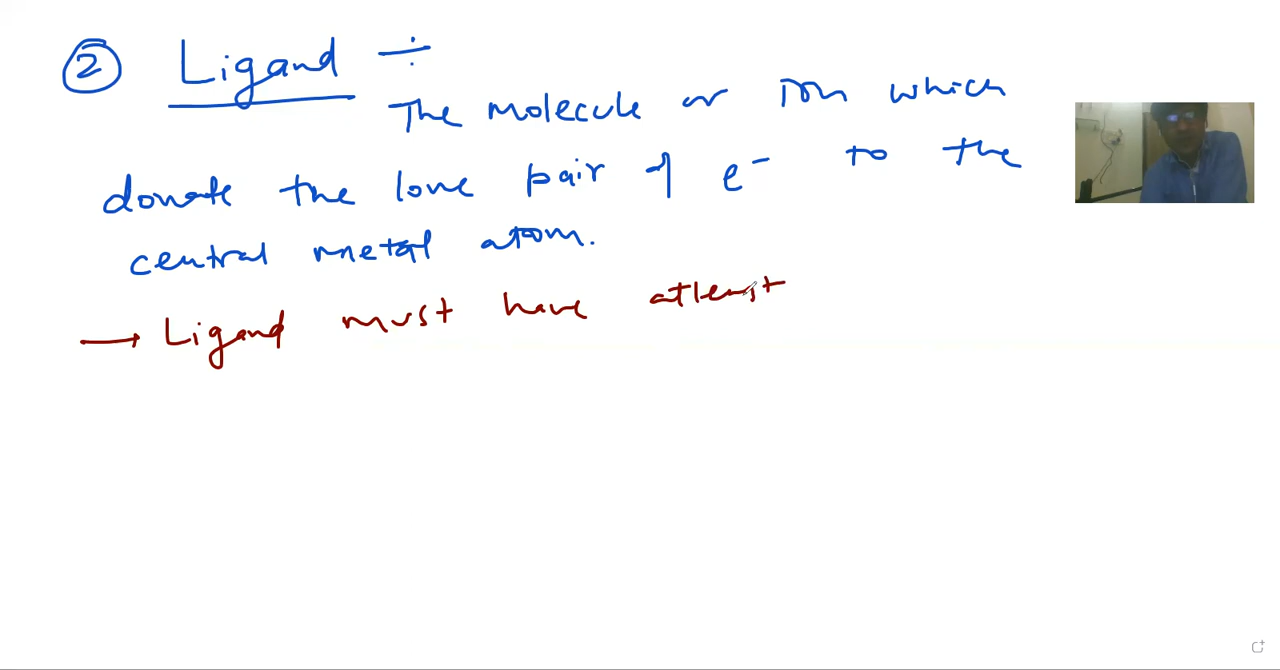 ② Ligand ÷
The molecule or Ion which
donate the lone pair of e⁻ to the
central metal atom.
→ Ligand must have atleast